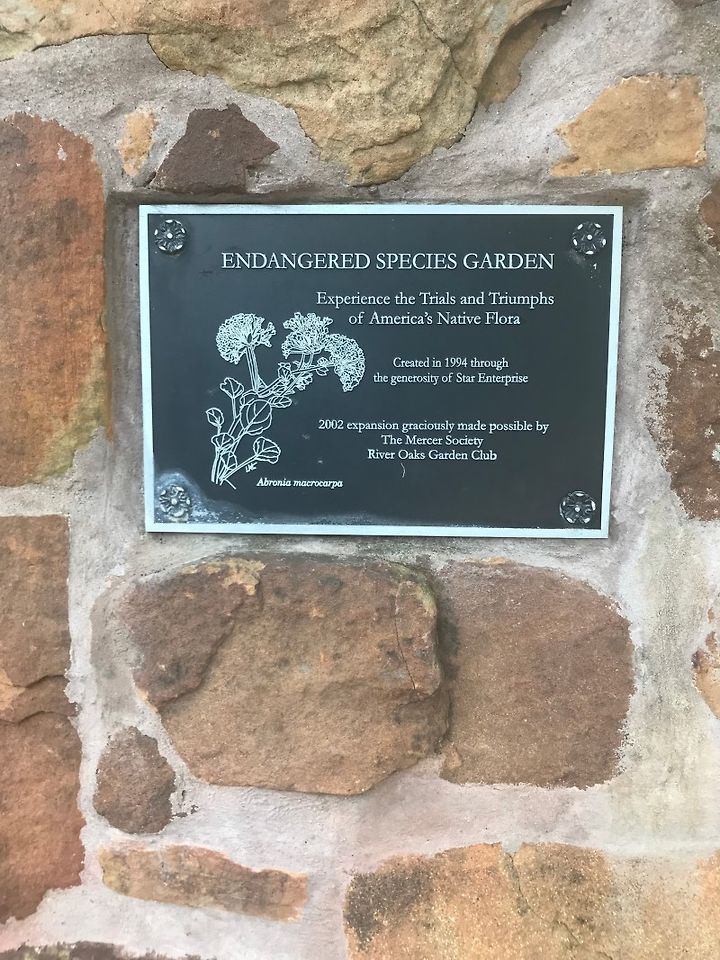 ENDANGERED SPECIES GARDEN
Experience the Trials and Triumphs
of America's Native Flora
Created in 1994 through
the generosity of Star Enterprise
2002 expansion graciously made possible by
The Mercer Society
River Oaks Garden Club
Abronia macrocarpa